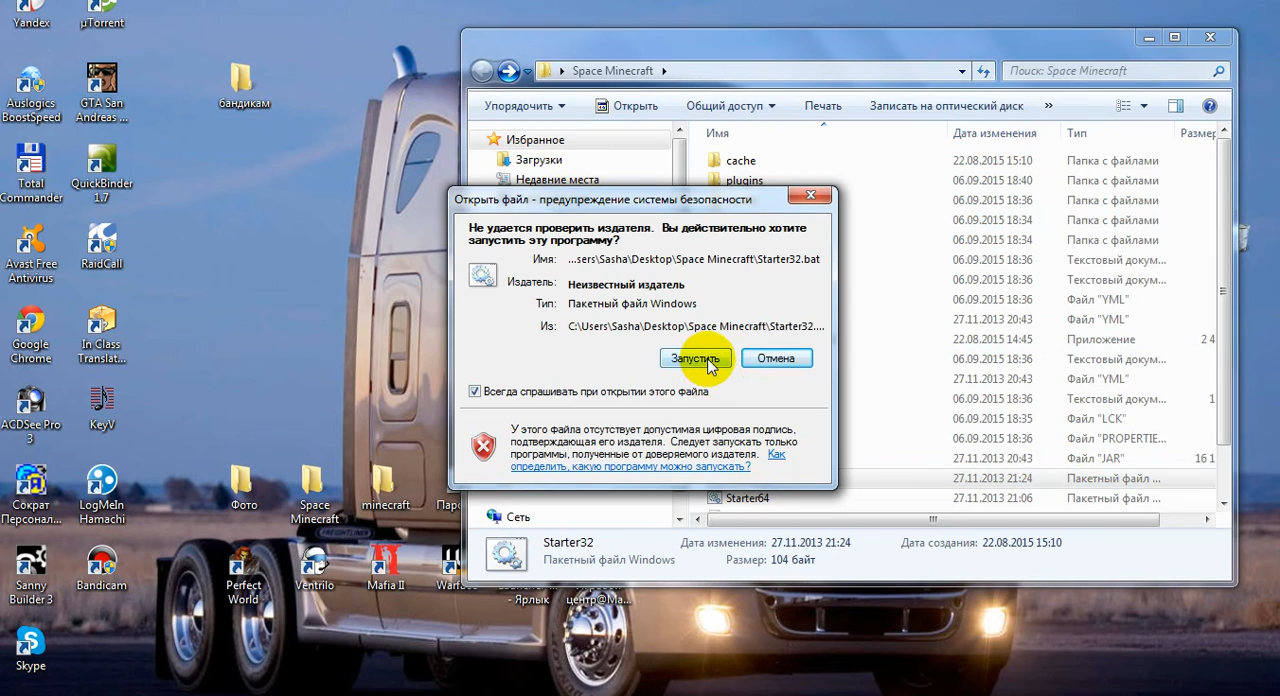 Yandex
µTorrent
Auslogics
BoostSpeed
GTA San
Andreas ...
бандикам
Total
Commander
QuickBinder
1.7
Avast Free
Antivirus
RaidCall
Google
Chrome
In Class
Translat...
ACDSee Pro
3
KeyV
Сократ
Персонал...
LogMeIn
Hamachi
Фото
Space
Minecraft
minecraft
Sanny
Builder 3
Bandicam
Perfect
World
Ventrilo
Mafia II
- Ярлык
центр@Ma...
Skype
FREIGHTLINER
Space Minecraft
Поиск: Space Minecraft
Упорядочить
Открыть
Общий доступ
Печать
Записать на оптический диск
»
Избранное
Загрузки
Недавние места
Сеть
Имя
Дата изменения
Тип
Размер
cache
22.08.2015 15:10
Папка с файлами
plugins
06.09.2015 18:40
Папка с файлами
06.09.2015 18:36
Папка с файлами
06.09.2015 18:34
Папка с файлами
06.09.2015 18:34
Папка с файлами
06.09.2015 18:36
Текстовый докум...
06.09.2015 18:36
Текстовый докум...
06.09.2015 18:36
Файл "YML"
27.11.2013 20:43
Файл "YML"
22.08.2015 14:45
Приложение
2 4
06.09.2015 18:36
Текстовый докум...
27.11.2013 20:43
Файл "YML"
27.11.2013 20:43
Текстовый докум...
1
06.09.2015 18:35
Файл "LCK"
06.09.2015 18:36
Файл "PROPERTIE...
27.11.2013 20:43
Файл "JAR"
16 1
27.11.2013 21:24
Пакетный файл ...
Starter64
27.11.2013 21:06
Пакетный файл ...
Starter32
Пакетный файл Windows
Дата изменения: 27.11.2013 21:24
Размер: 104 байт
Дата создания: 22.08.2015 15:10
Открыть файл - предупреждение системы безопасности
Не удается проверить издателя. Вы действительно хотите
запустить эту программу?
Имя: ...sers\Sasha\Desktop\Space Minecraft\Starter32.bat
Издатель: Неизвестный издатель
Тип: Пакетный файл Windows
Из: C:\Users\Sasha\Desktop\Space Minecraft\Starter32....
Запустить
Отмена
Всегда спрашивать при открытии этого файла
У этого файла отсутствует допустимая цифровая подпись,
подтверждающая его издателя. Следует запускать только
программы, полученные от доверяемого издателя. Как
определить, какую программу можно запускать?